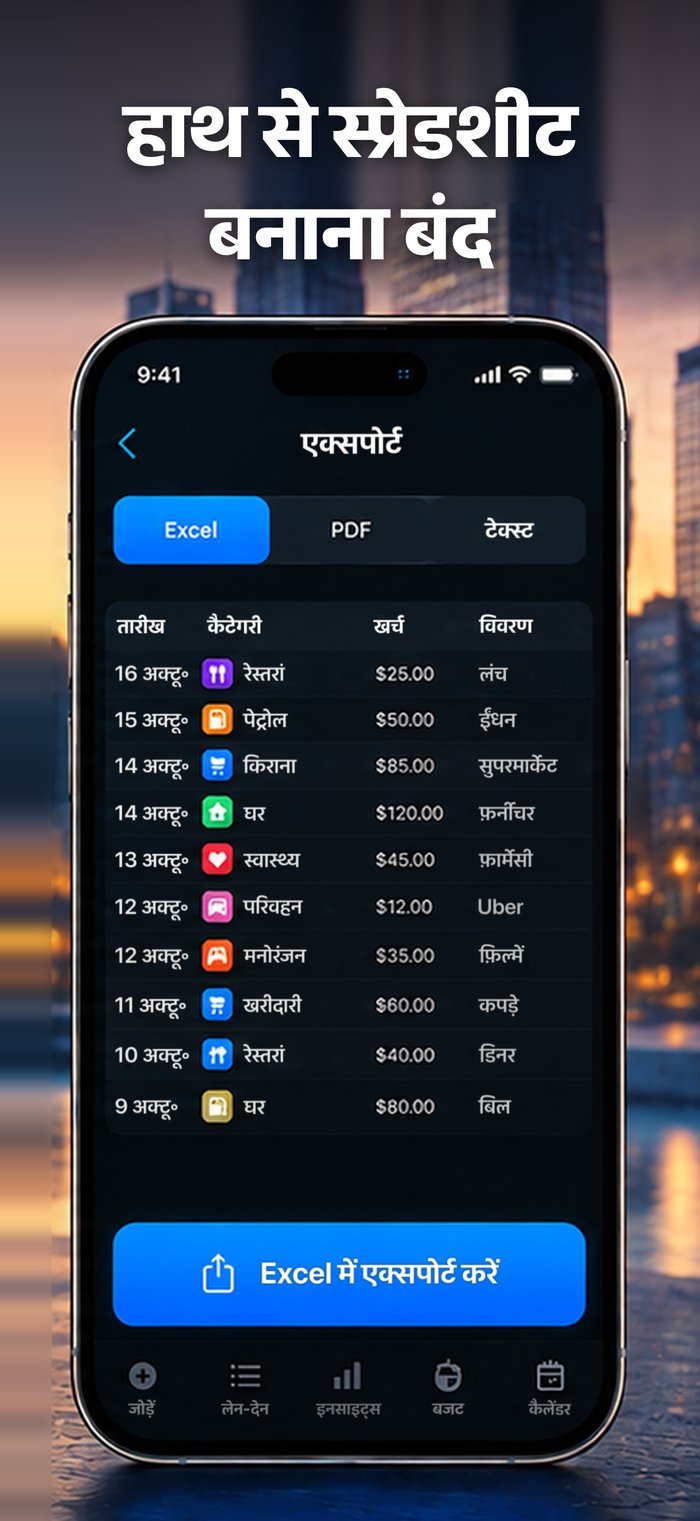 हाथ से स्प्रेडशीट
बनाना बंद
9:41
एक्सपोर्ट
Excel PDF टेक्स्ट
तारीख कैटेगरी खर्च विवरण
16 अक्टू॰ रेस्तरां $25.00 लंच
15 अक्टू॰ पेट्रोल $50.00 ईंधन
14 अक्टू॰ किराना $85.00 सुपरमार्केट
14 अक्टू॰ घर $120.00 फ़र्नीचर
13 अक्टू॰ स्वास्थ्य $45.00 फ़ार्मेसी
12 अक्टू॰ परिवहन $12.00 Uber
12 अक्टू॰ मनोरंजन $35.00 फ़िल्में
11 अक्टू॰ खरीदारी $60.00 कपड़े
10 अक्टू॰ रेस्तरां $40.00 डिनर
9 अक्टू॰ घर $80.00 बिल
Excel में एक्सपोर्ट करें
जोड़ें लेन-देन इनसाइट्स बजट कैलेंडर